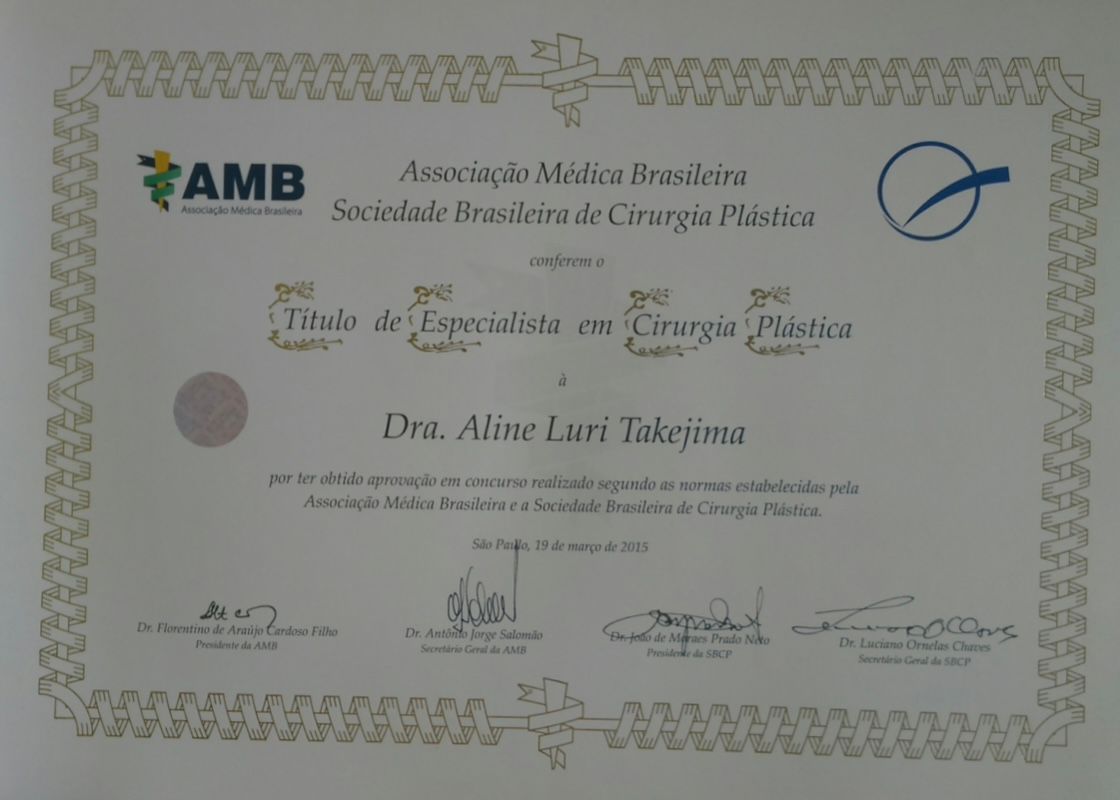 AMB
Associação Médica Brasileira
Associação Médica Brasileira
Sociedade Brasileira de Cirurgia Plástica
conferem o
Título de Especialista em Cirurgia Plástica
à
Dra. Aline Luri Takejima
por ter obtido aprovação em concurso realizado segundo as normas estabelecidas pela
Associação Médica Brasileira e a Sociedade Brasileira de Cirurgia Plástica.
São Paulo, 19 de março de 2015
Dr. Florentino de Araújo Cardoso Filho
Presidente da AMB
Dr. Antônio Jorge Salomão
Secretário Geral da AMB
Dr. João de Moraes Prado Neto
Presidente da SBCP
Dr. Luciano Ornelas Chaves
Secretário Geral da SBCP